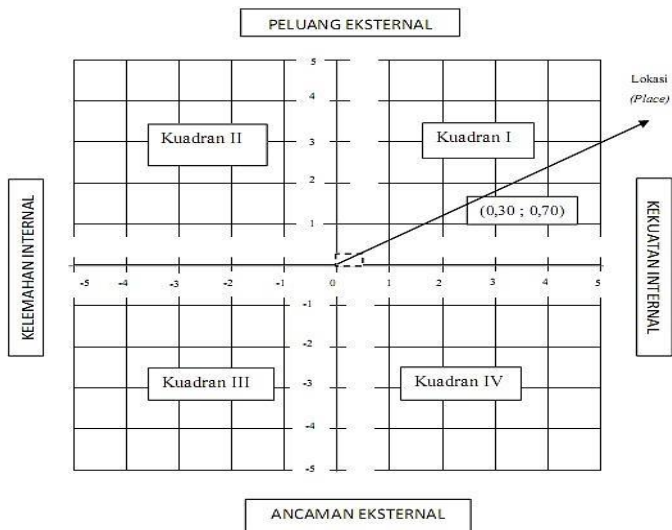 PELUANG EKSTERNAL
5
4
3
2
1
Lokasi
(Place)
Kuadran II
Kuadran I
(0,30 ; 0,70)
KELEMAHAN INTERNAL
KEKUATAN INTERNAL
-5 -4 -3 -2 -1 0 1 2 3 4 5
-1
-2
-3
-4
-5
Kuadran III
Kuadran IV
ANCAMAN EKSTERNAL